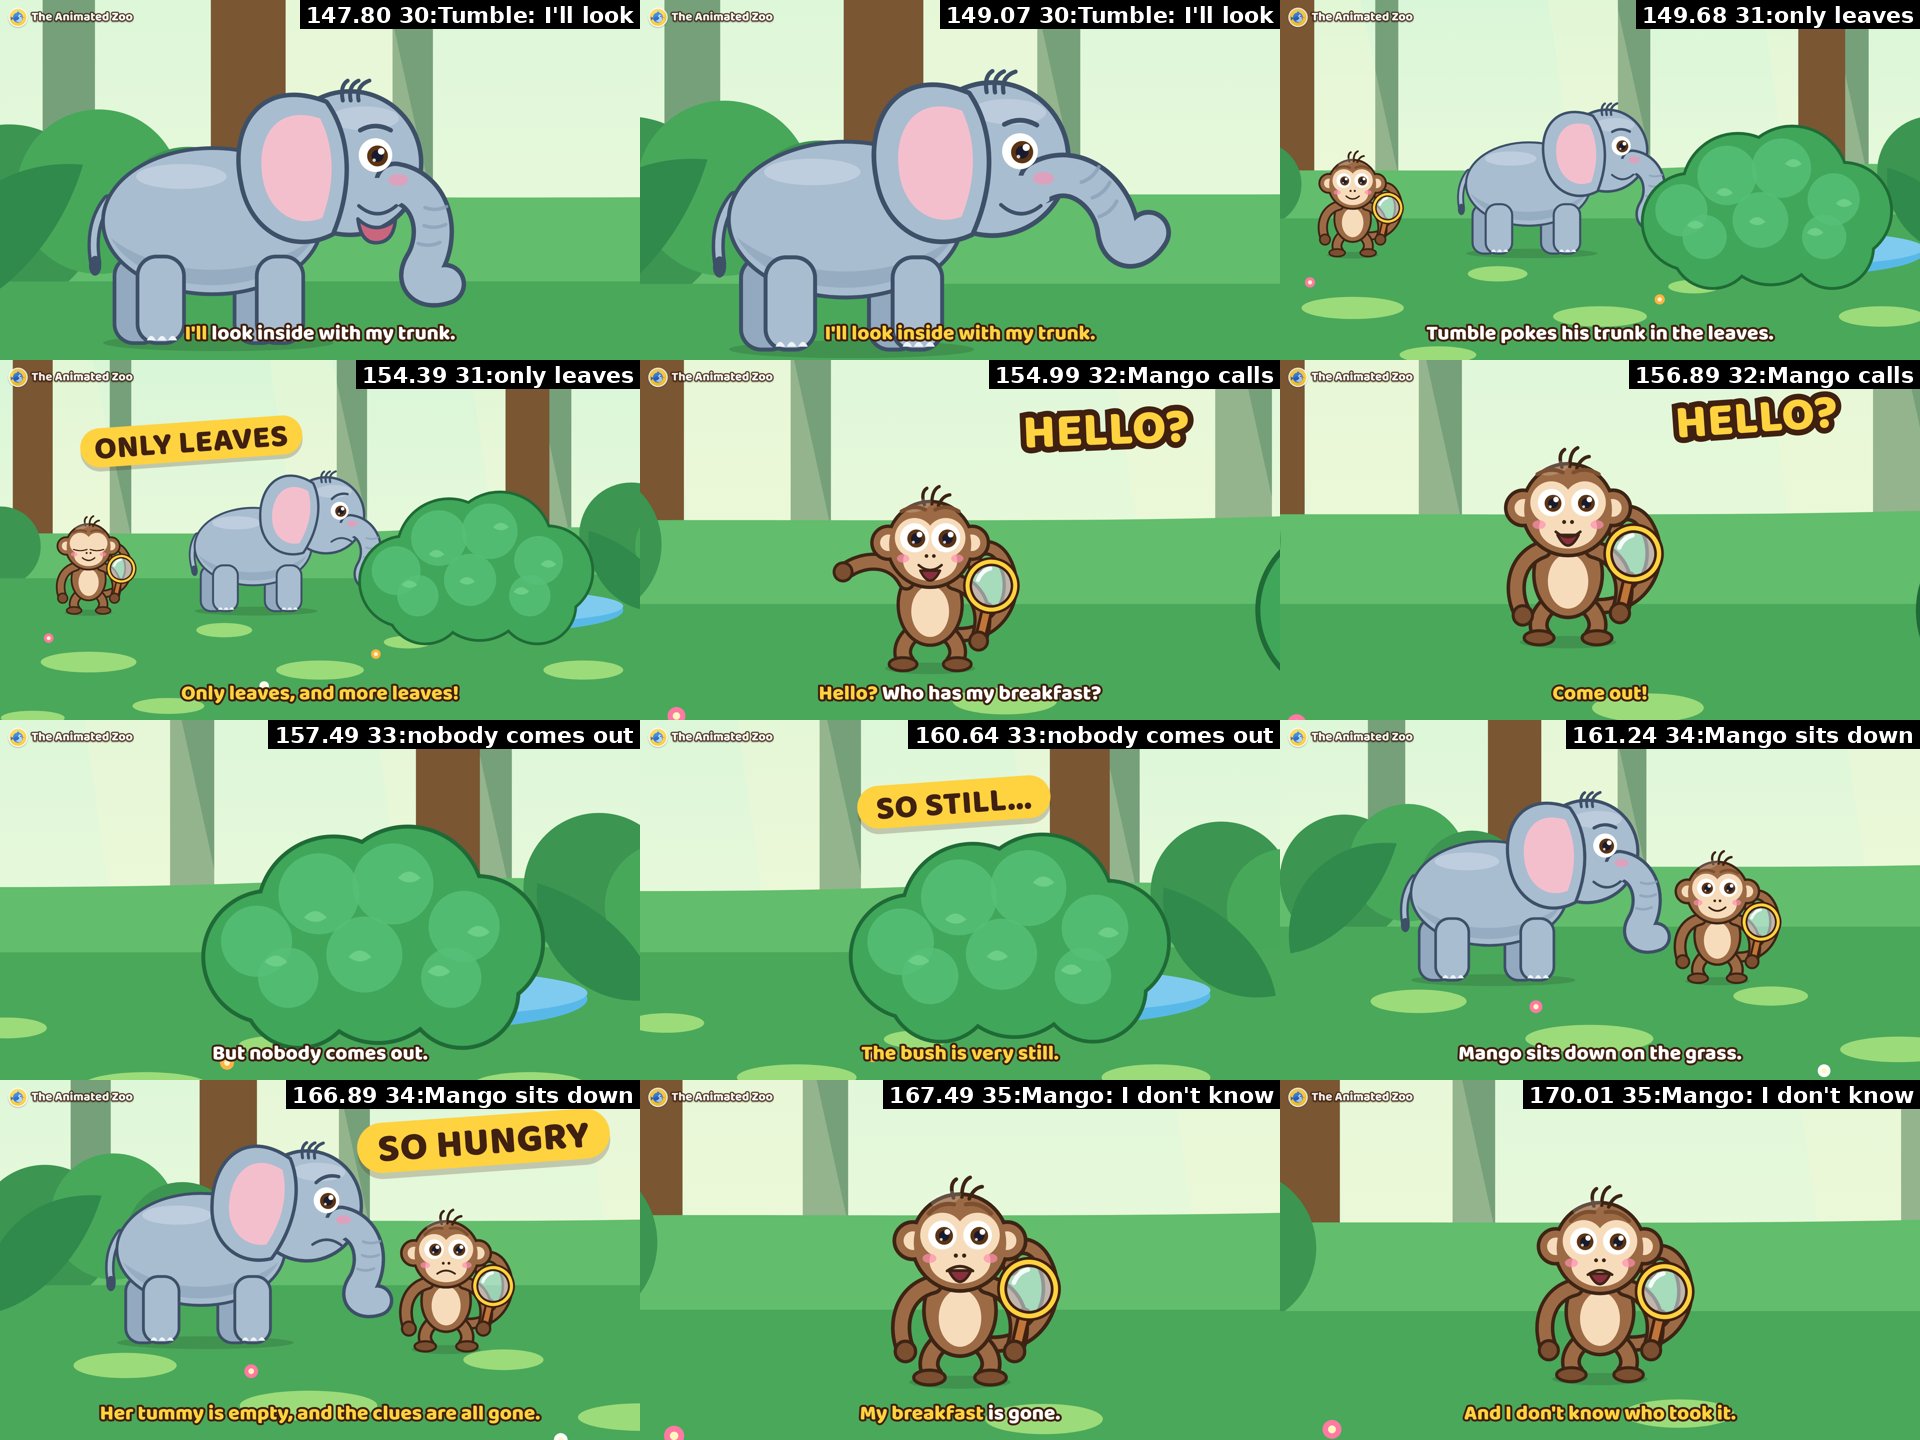 The Animated Zoo
147.80 30:Tumble: I'll look
I'll look inside with my trunk.
The Animated Zoo
149.07 30:Tumble: I'll look
I'll look inside with my trunk.
The Animated Zoo
149.68 31:only leaves
Tumble pokes his trunk in the leaves.
The Animated Zoo
154.39 31:only leaves
ONLY LEAVES
Only leaves, and more leaves!
The Animated Zoo
154.99 32:Mango calls
HELLO?
Hello? Who has my breakfast?
The Animated Zoo
156.89 32:Mango calls
HELLO?
Come out!
The Animated Zoo
157.49 33:nobody comes out
But nobody comes out.
The Animated Zoo
160.64 33:nobody comes out
SO STILL...
The bush is very still.
The Animated Zoo
161.24 34:Mango sits down
Mango sits down on the grass.
The Animated Zoo
166.89 34:Mango sits down
SO HUNGRY
Her tummy is empty, and the clues are all gone.
The Animated Zoo
167.49 35:Mango: I don't know
My breakfast is gone.
The Animated Zoo
170.01 35:Mango: I don't know
And I don't know who took it.